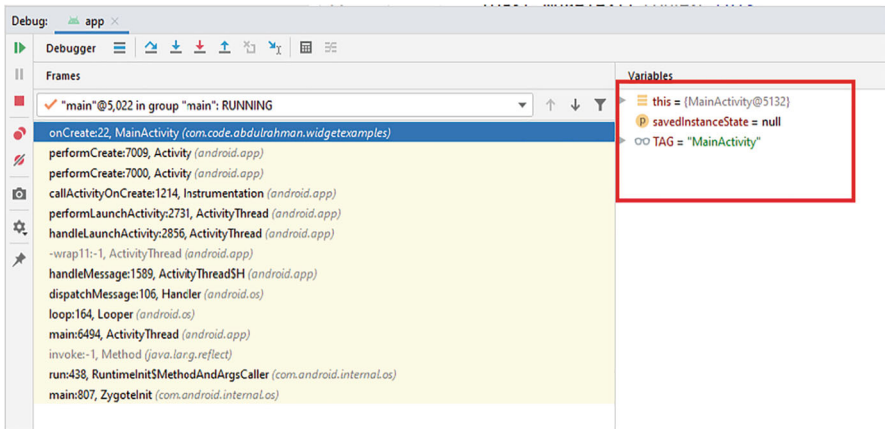 Debug: app
Debugger
Frames
Variables
"main"@5,022 in group "main": RUNNING
onCreate:22, MainActivity (com.code.abdulrahman.widgetexamples)
performCreate:7009, Activity (android.app)
performCreate:7000, Activity (android.app)
callActivityOnCreate:1214, Instrumentation (android.app)
performLaunchActivity:2731, ActivityThread (android.app)
handleLaunchActivity:2856, ActivityThread (android.app)
-wrap11:-1, ActivityThread (android.app)
handleMessage:1589, ActivityThread$H (android.app)
dispatchMessage:106, Handler (android.os)
loop:164, Looper (android.os)
main:6494, ActivityThread (android.app)
invoke:-1, Method (java.lang.reflect)
run:438, RuntimeInit$MethodAndArgsCaller (com.android.internal.os)
main:807, ZygoteInit (com.android.internal.os)
this = {MainActivity@5132}
savedInstanceState = null
TAG = "MainActivity"